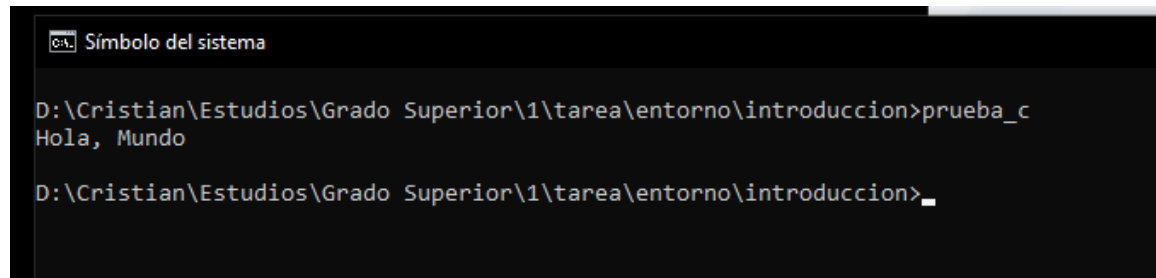 Símbolo del sistema
D:\Cristian\Estudios\Grado Superior\1\tarea\entorno\introduccion>prueba_c
Hola, Mundo
D:\Cristian\Estudios\Grado Superior\1\tarea\entorno\introduccion>